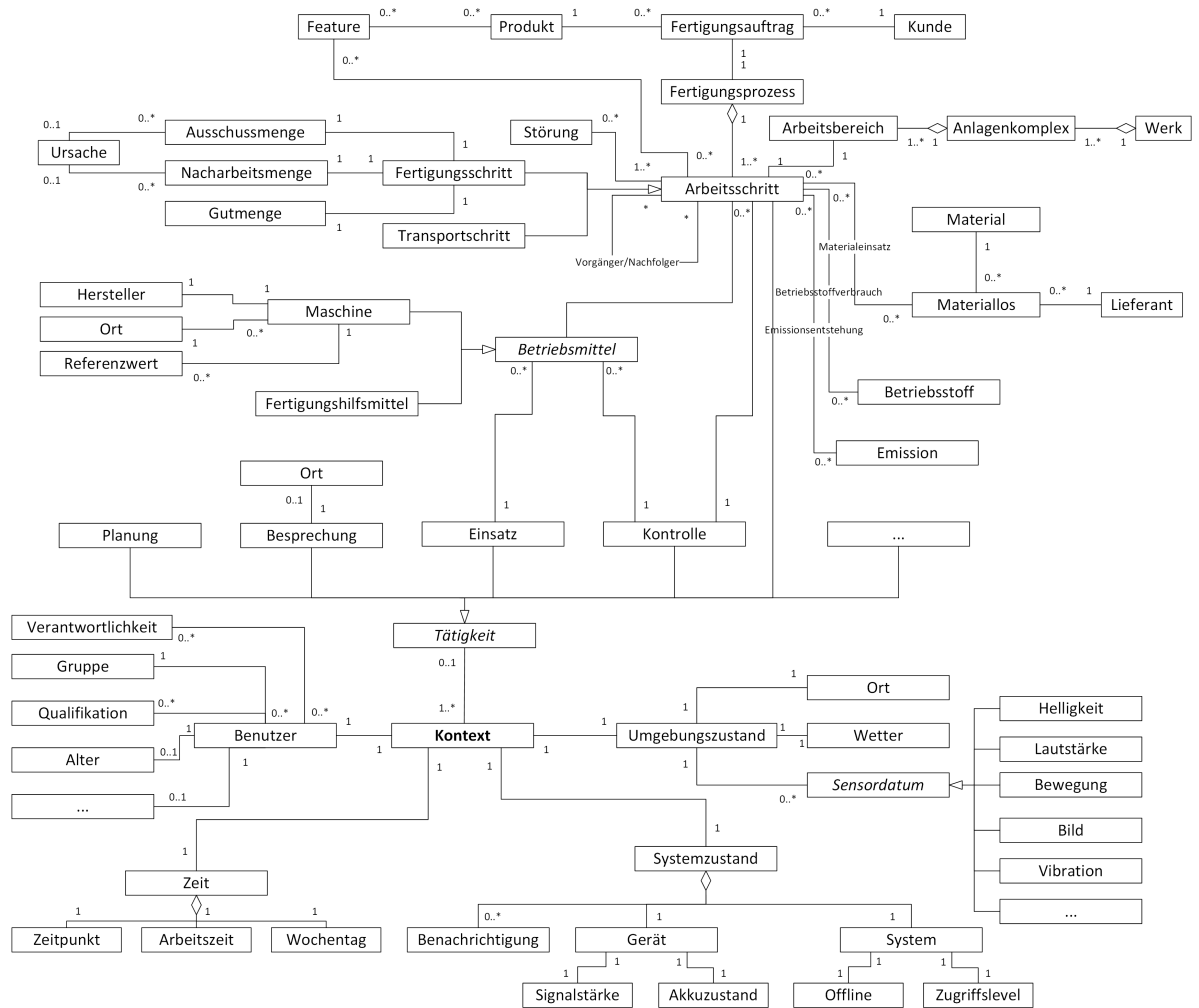 Feature 0..* 0..* Produkt 1 0..* Fertigungsauftrag 0..* 1 Kunde
0..* 1
1
Fertigungsprozess
0..* Ausschussmenge 1 Störung 0..* 1 Arbeitsbereich 1..* 1 Anlagenkomplex 1..* 1 Werk
0..1
Ursache
0..1 0..* Nacharbeitsmenge 1 1 Fertigungsschritt 1 1..* 0..* 1..* 1 1 0..*
Arbeitsschritt
Gutmenge 1 1 * * 0..* 0..* 0..*
Transportschritt
Material
Materialeinsatz
1
Vorgänger/Nachfolger
0..*
Hersteller 1 1
Betriebsstoffverbrauch
Maschine
0..* Materiallos 0..* 1 Lieferant
Ort 1 0..* 1
Emissionsentstehung
Betriebsmittel
Referenzwert 0..*
0..* 0..*
Fertigungshilfsmittel
Betriebsstoff
0..*
Emission
0..*
Ort
0..1
1 1 1 1
Planung Besprechung Einsatz Kontrolle ...
Verantwortlichkeit 0..*
Tätigkeit
0..1
Gruppe 1
1 Ort
Qualifikation 0..* 0..* 0..* 1..* 1
Helligkeit
Benutzer 1 1 Kontext 1 1 Umgebungszustand 1 1 Wetter
Lautstärke
Alter 1 0..1 1 1 1 1
Sensordatum 0..*
Bewegung
... 0..1
Bild
1 1
Systemzustand
Zeit
Vibration
1 1 1
...
Zeitpunkt Arbeitszeit Wochentag
0..* 1 1
Benachrichtigung Gerät System
1 1 1 1
1 1 1 1
Signalstärke Akkuzustand Offline Zugriffslevel